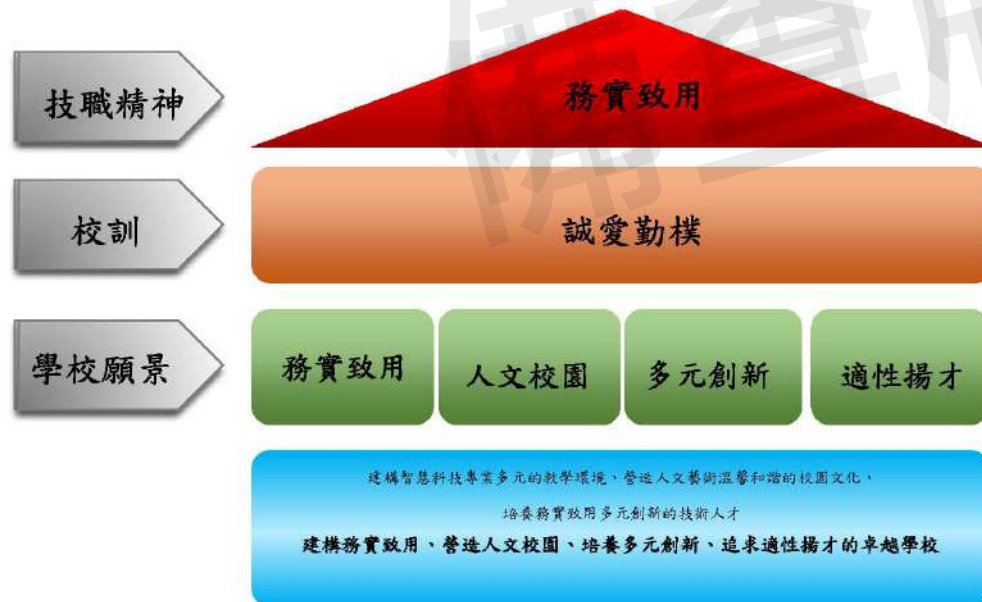 技職精神
務實致用
校訓
誠愛勤樸
學校願景
務實致用
人文校園
多元創新
適性揚才
建構智慧科技專業多元的教學環境、營造人文藝術溫馨和諧的校園文化，
培養務實致用多元創新的技術人才
建構務實致用、營造人文校園、培養多元創新、追求適性揚才的卓越學校
備查版